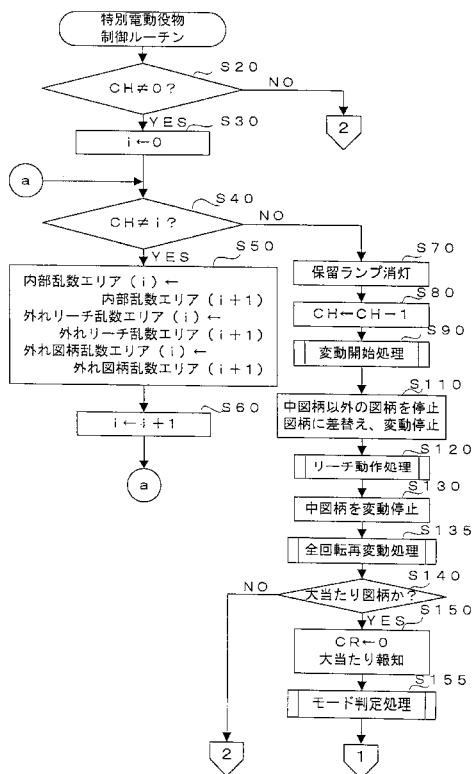 特別電動役物
制御ルーチン
S20
CH≠0?
NO
2
YES
S30
i←0
a
S40
CH≠i?
NO
YES
S50
内部乱数エリア（i）←
内部乱数エリア（i＋1）
外れリーチ乱数エリア（i）←
外れリーチ乱数エリア（i＋1）
外れ図柄乱数エリア（i）←
外れ図柄乱数エリア（i＋1）
S60
i←i＋1
a
S70
保留ランプ消灯
S80
CH←CH－1
S90
変動開始処理
S110
中図柄以外の図柄を停止
図柄に差替え、変動停止
S120
リーチ動作処理
S130
中図柄を変動停止
S135
全回転再変動処理
S140
NO
大当たり図柄か?
YES
S150
CR←0
大当たり報知
S155
モード判定処理
2
1